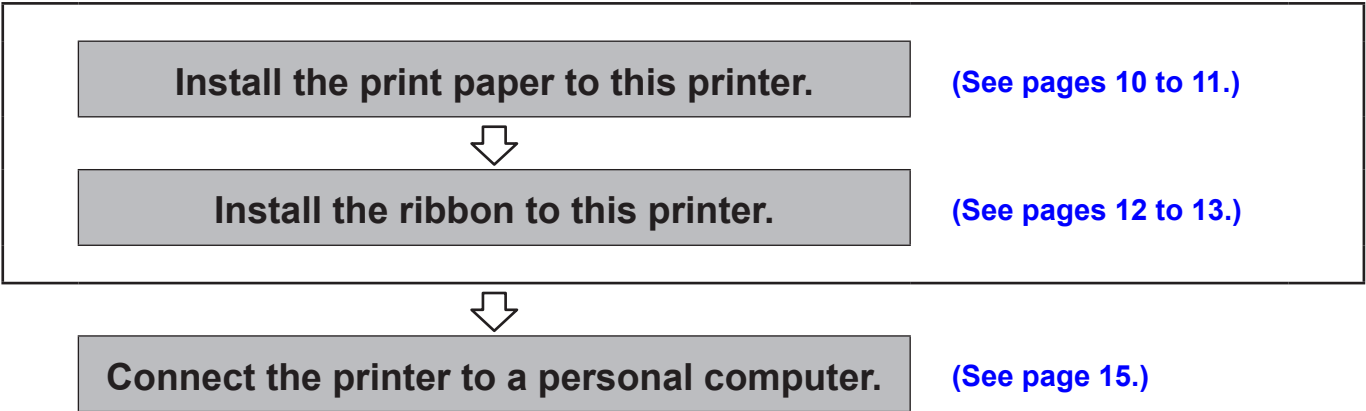 Install the print paper to this printer. (See pages 10 to 11.)
Install the ribbon to this printer. (See pages 12 to 13.)
Connect the printer to a personal computer. (See page 15.)